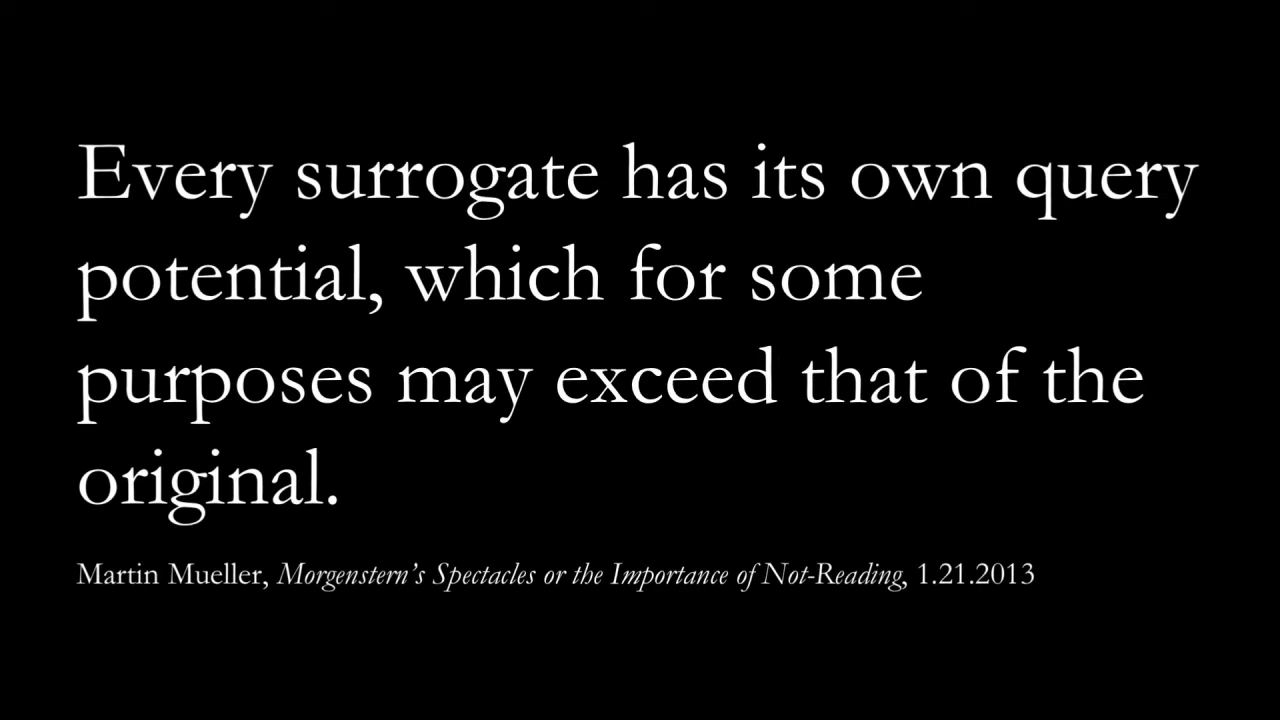 Every surrogate has its own query
potential, which for some
purposes may exceed that of the
original.
Martin Mueller, Morgenstern’s Spectacles or the Importance of Not-Reading, 1.21.2013